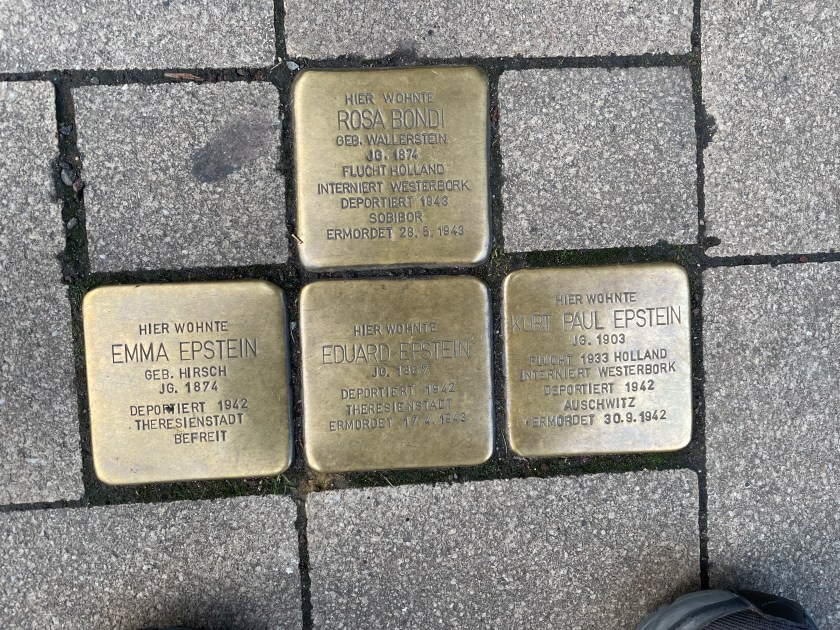 HIER WOHNTE
ROSA BONDI
GEB. WALLERSTEIN
JG. 1874
FLUCHT HOLLAND
INTERNIERT WESTERBORK
DEPORTIERT 1943
SOBIBOR
ERMORDET 28.5.1943
HIER WOHNTE
EMMA EPSTEIN
GEB. HIRSCH
JG. 1874
DEPORTIERT 1942
THERESIENSTADT
BEFREIT
HIER WOHNTE
EDUARD EPSTEIN
JG.
DEPORTIERT 1942
THERESIENSTADT
ERMORDET 17.4.1943
HIER WOHNTE
KURT PAUL EPSTEIN
JG. 1903
FLUCHT 1933 HOLLAND
INTERNIERT WESTERBORK
DEPORTIERT 1942
AUSCHWITZ
ERMORDET 30.9.1942